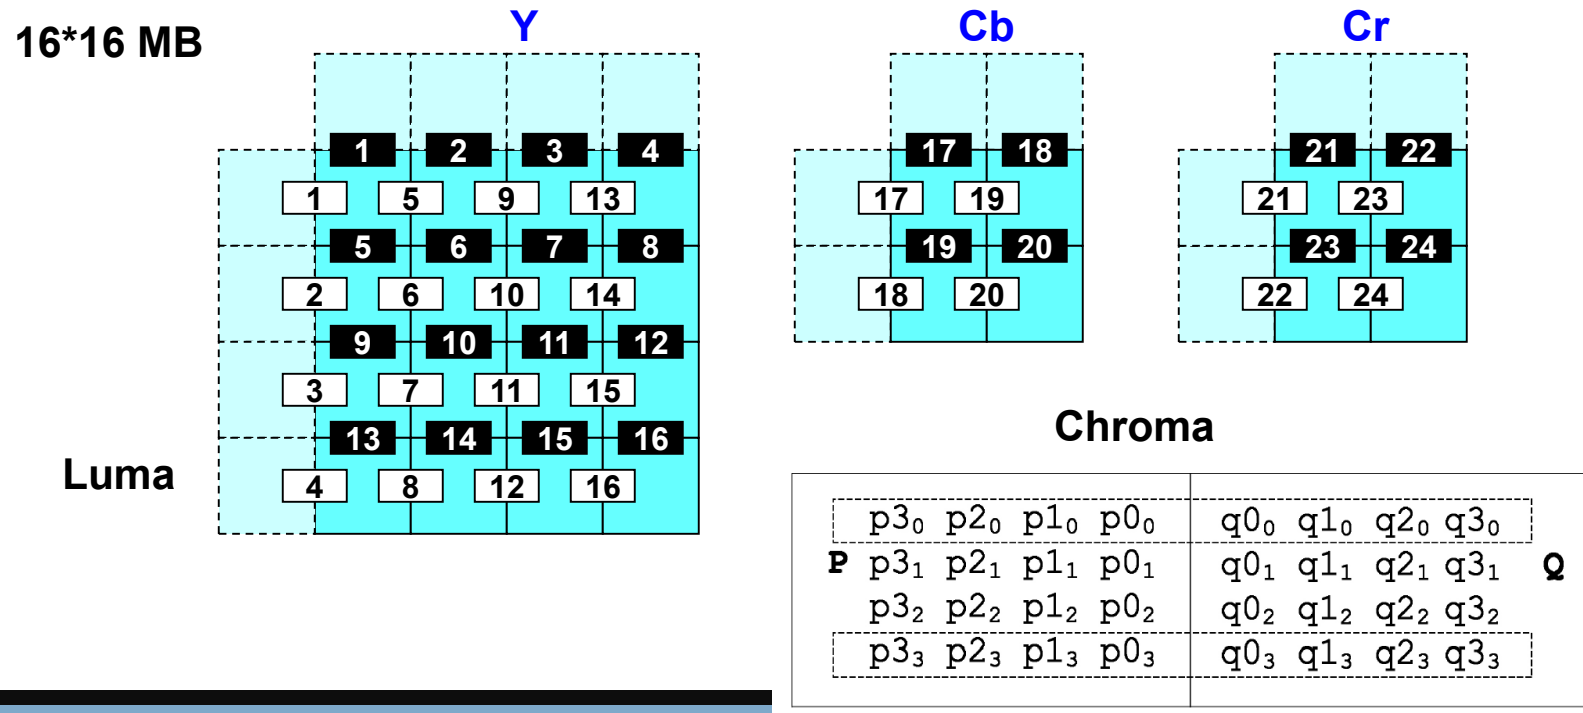 16*16 MB
Y
Cb
Cr
1 2 3 4
17 18
21 22
1 5 9 13
17 19
21 23
5 6 7 8
19 20
23 24
2 6 10 14
18 20
22 24
9 10 11 12
3 7 11 15
13 14 15 16
4 8 12 16
Luma
Chroma
p3₀ p2₀ p1₀ p0₀ q0₀ q1₀ q2₀ q3₀
P p3₁ p2₁ p1₁ p0₁ q0₁ q1₁ q2₁ q3₁ Q
p3₂ p2₂ p1₂ p0₂ q0₂ q1₂ q2₂ q3₂
p3₃ p2₃ p1₃ p0₃ q0₃ q1₃ q2₃ q3₃